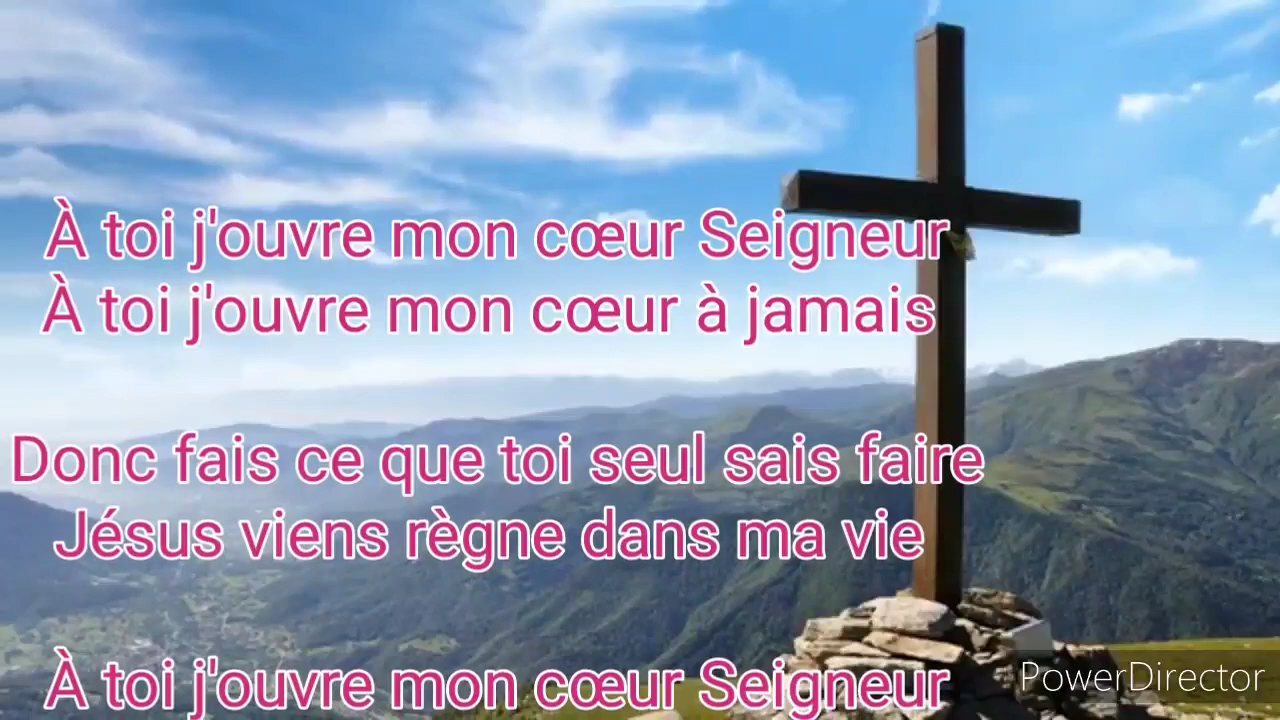 À toi j'ouvre mon cœur Seigneur
À toi j'ouvre mon cœur à jamais
Donc fais ce que toi seul sais faire
Jésus viens règne dans ma vie
À toi j'ouvre mon cœur Seigneur
PowerDirector